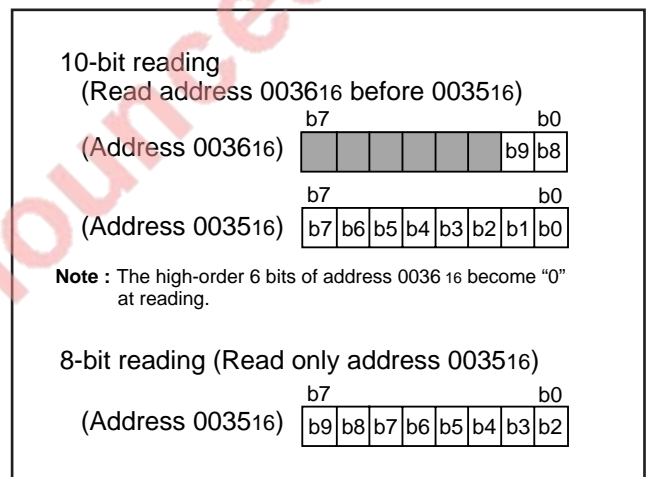 10-bit reading
(Read address 003616 before 003516)
b7 b0
(Address 003616) b9 b8
b7 b0
(Address 003516) b7 b6 b5 b4 b3 b2 b1 b0
Note : The high-order 6 bits of address 0036 16 become “0”
at reading.
8-bit reading (Read only address 003516)
b7 b0
(Address 003516) b9 b8 b7 b6 b5 b4 b3 b2